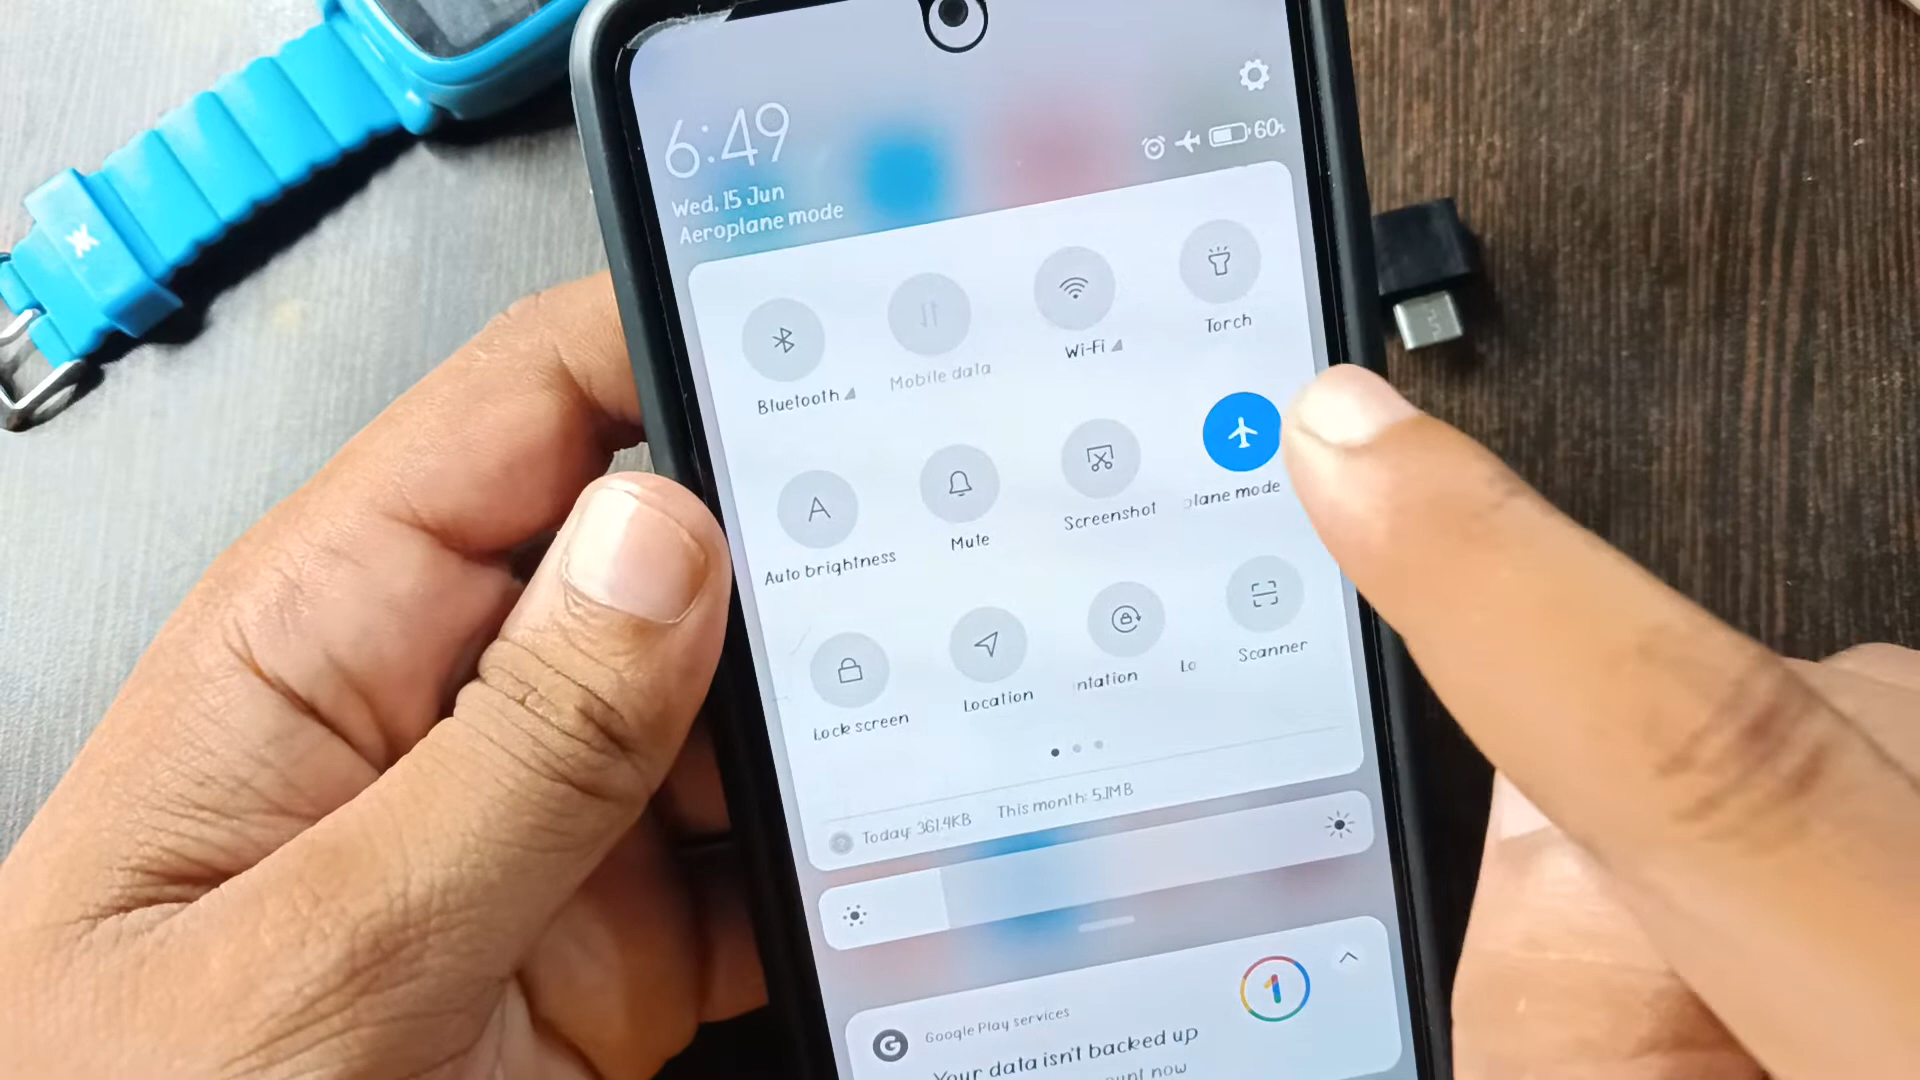 6:49
60%
Wed, 15 Jun
Aeroplane mode
Bluetooth
Mobile data
Wi-Fi
Torch
Auto brightness
Mute
Screenshot
plane mode
Lock screen
Location
ntation
Lo
Scanner
Today: 361.4KB
This month: 5.1MB
Google Play services
Your data isn't backed up
ount now